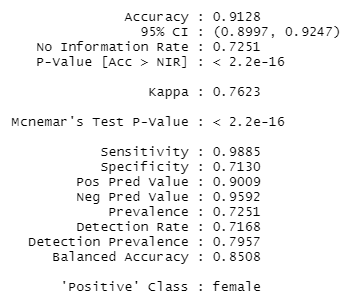 Accuracy : 0.9128
95% CI : (0.8997, 0.9247)
No Information Rate : 0.7251
P-Value [Acc > NIR] : < 2.2e-16
Kappa : 0.7623
Mcnemar's Test P-Value : < 2.2e-16
Sensitivity : 0.9885
Specificity : 0.7130
Pos Pred Value : 0.9009
Neg Pred Value : 0.9592
Prevalence : 0.7251
Detection Rate : 0.7168
Detection Prevalence : 0.7957
Balanced Accuracy : 0.8508
'Positive' Class : female